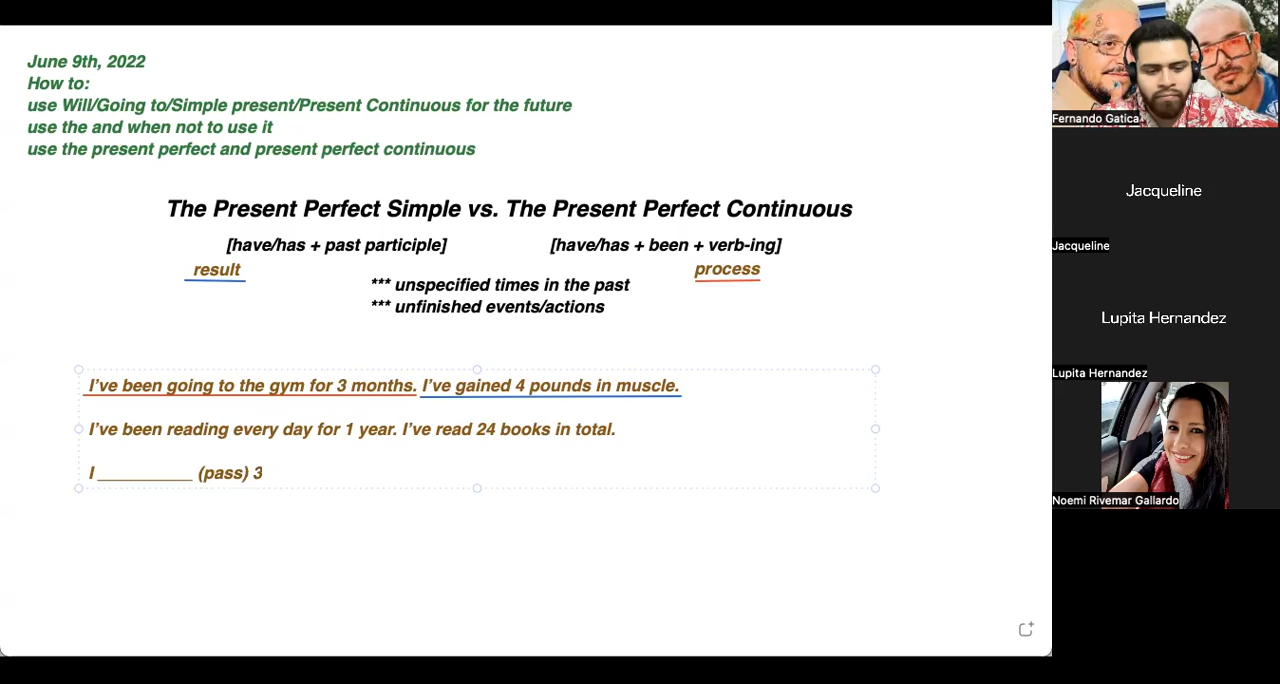 June 9th, 2022
How to:
use Will/Going to/Simple present/Present Continuous for the future
use the and when not to use it
use the present perfect and present perfect continuous
The Present Perfect Simple vs. The Present Perfect Continuous
[have/has + past participle] [have/has + been + verb-ing]
result process
*** unspecified times in the past
*** unfinished events/actions
I've been going to the gym for 3 months. I've gained 4 pounds in muscle.
I've been reading every day for 1 year. I've read 24 books in total.
I __________ (pass) 3
Fernando Gatica
Jacqueline
Jacqueline
Lupita Hernandez
Lupita Hernandez
Noemi Rivemar Gallardo